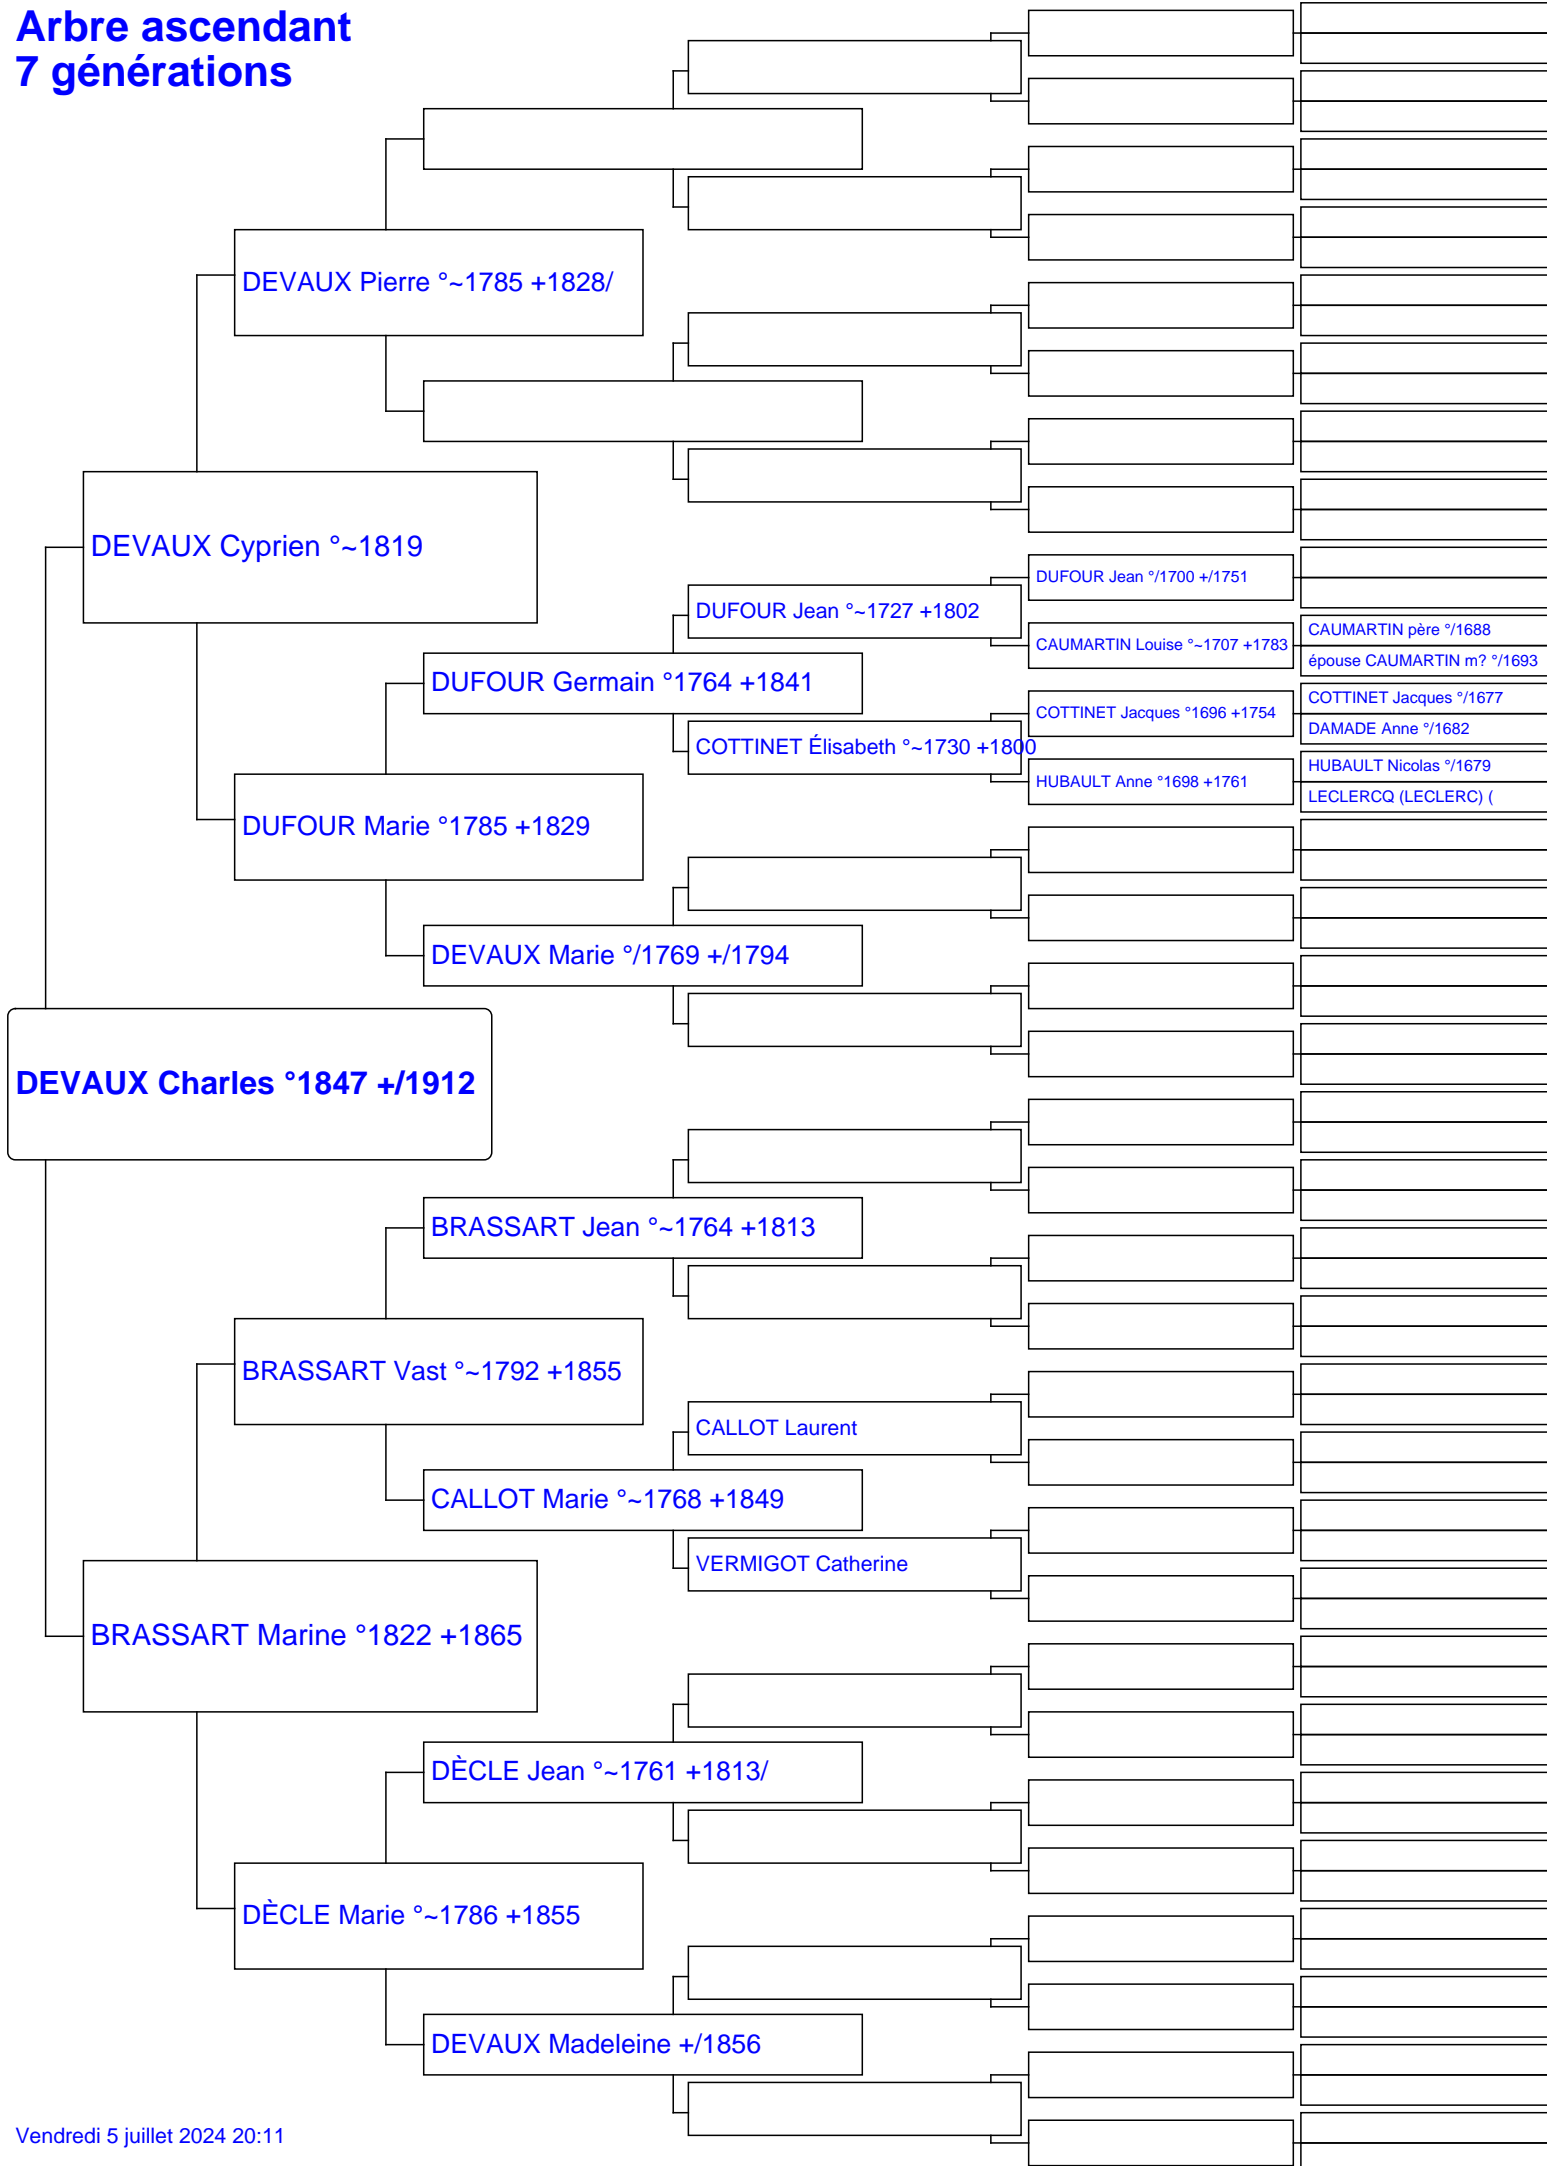 Arbre ascendant
7 générations
DEVAUX Pierre °~1785 +1828/
DEVAUX Cyprien °~1819
DUFOUR Jean °/1700 +/1751
DUFOUR Jean °~1727 +1802
CAUMARTIN Louise °~1707 +1783
CAUMARTIN père °/1688
épouse CAUMARTIN m? °/1693
DUFOUR Germain °1764 +1841
COTTINET Jacques °1696 +1754
COTTINET Jacques °/1677
DAMADE Anne °/1682
COTTINET Élisabeth °~1730 +1800
HUBAULT Anne °1698 +1761
HUBAULT Nicolas °/1679
LECLERCQ (LECLERC) (
DUFOUR Marie °1785 +1829
DEVAUX Marie °/1769 +/1794
DEVAUX Charles °1847 +/1912
BRASSART Jean °~1764 +1813
BRASSART Vast °~1792 +1855
CALLOT Laurent
CALLOT Marie °~1768 +1849
VERMIGOT Catherine
BRASSART Marine °1822 +1865
DÈCLE Jean °~1761 +1813/
DÈCLE Marie °~1786 +1855
DEVAUX Madeleine +/1856
Vendredi 5 juillet 2024 20:11